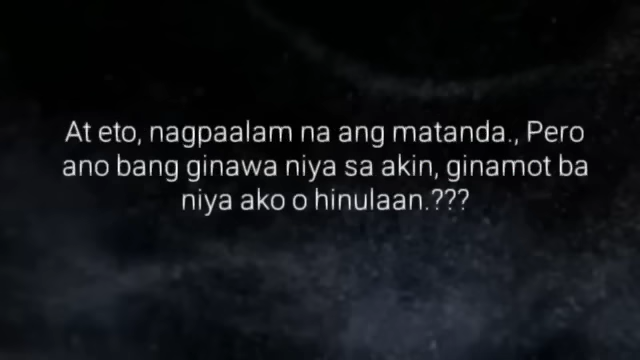 At eto, nagpaalam na ang matanda., Pero
ano bang ginawa niya sa akin, ginamot ba
niya ako o hinulaan.???